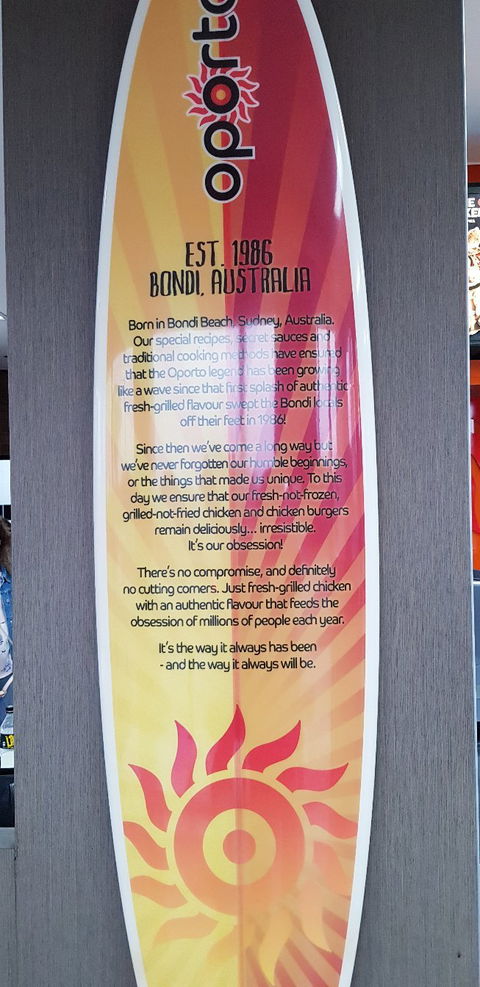 oporto
EST. 1986
BONDI, AUSTRALIA
Born in Bondi Beach, Sydney, Australia.
Our special recipes, secret sauces and
traditional cooking methods have ensured
that the Oporto legend has been growing
like a wave since that first splash of authentic
fresh-grilled flavour swept the Bondi locals
off their feet in 1986!
Since then we've come a long way but
we've never forgotten our humble beginnings,
or the things that made us unique. To this
day we ensure that our fresh-not-frozen,
grilled-not-fried chicken and chicken burgers
remain deliciously... irresistible.
It's our obsession!
There's no compromise, and definitely
no cutting corners. Just fresh-grilled chicken
with an authentic flavour that feeds the
obsession of millions of people each year.
It's the way it always has been
- and the way it always will be.